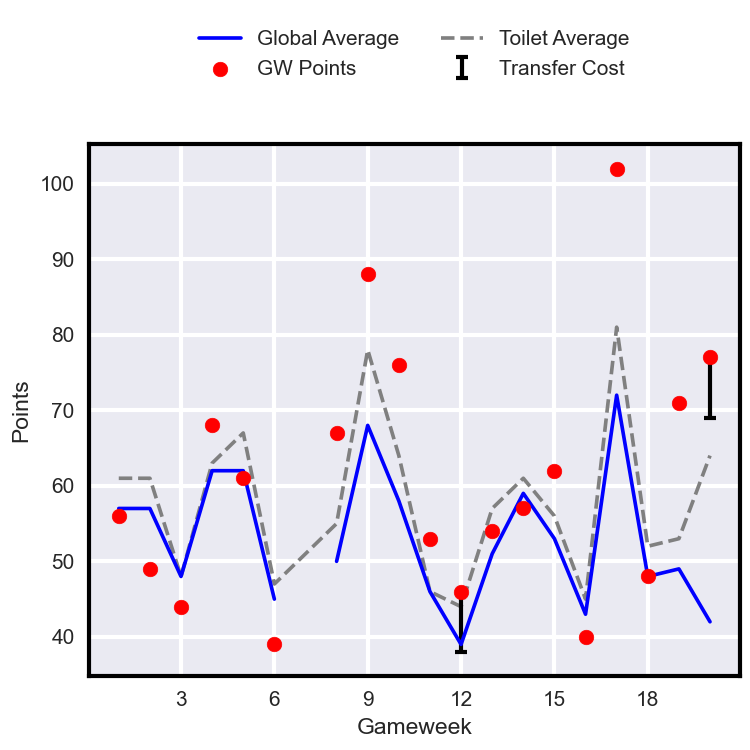 Global Average
Toilet Average
GW Points
Transfer Cost
100
90
80
70
60
50
40
Points
3
6
9
12
15
18
Gameweek